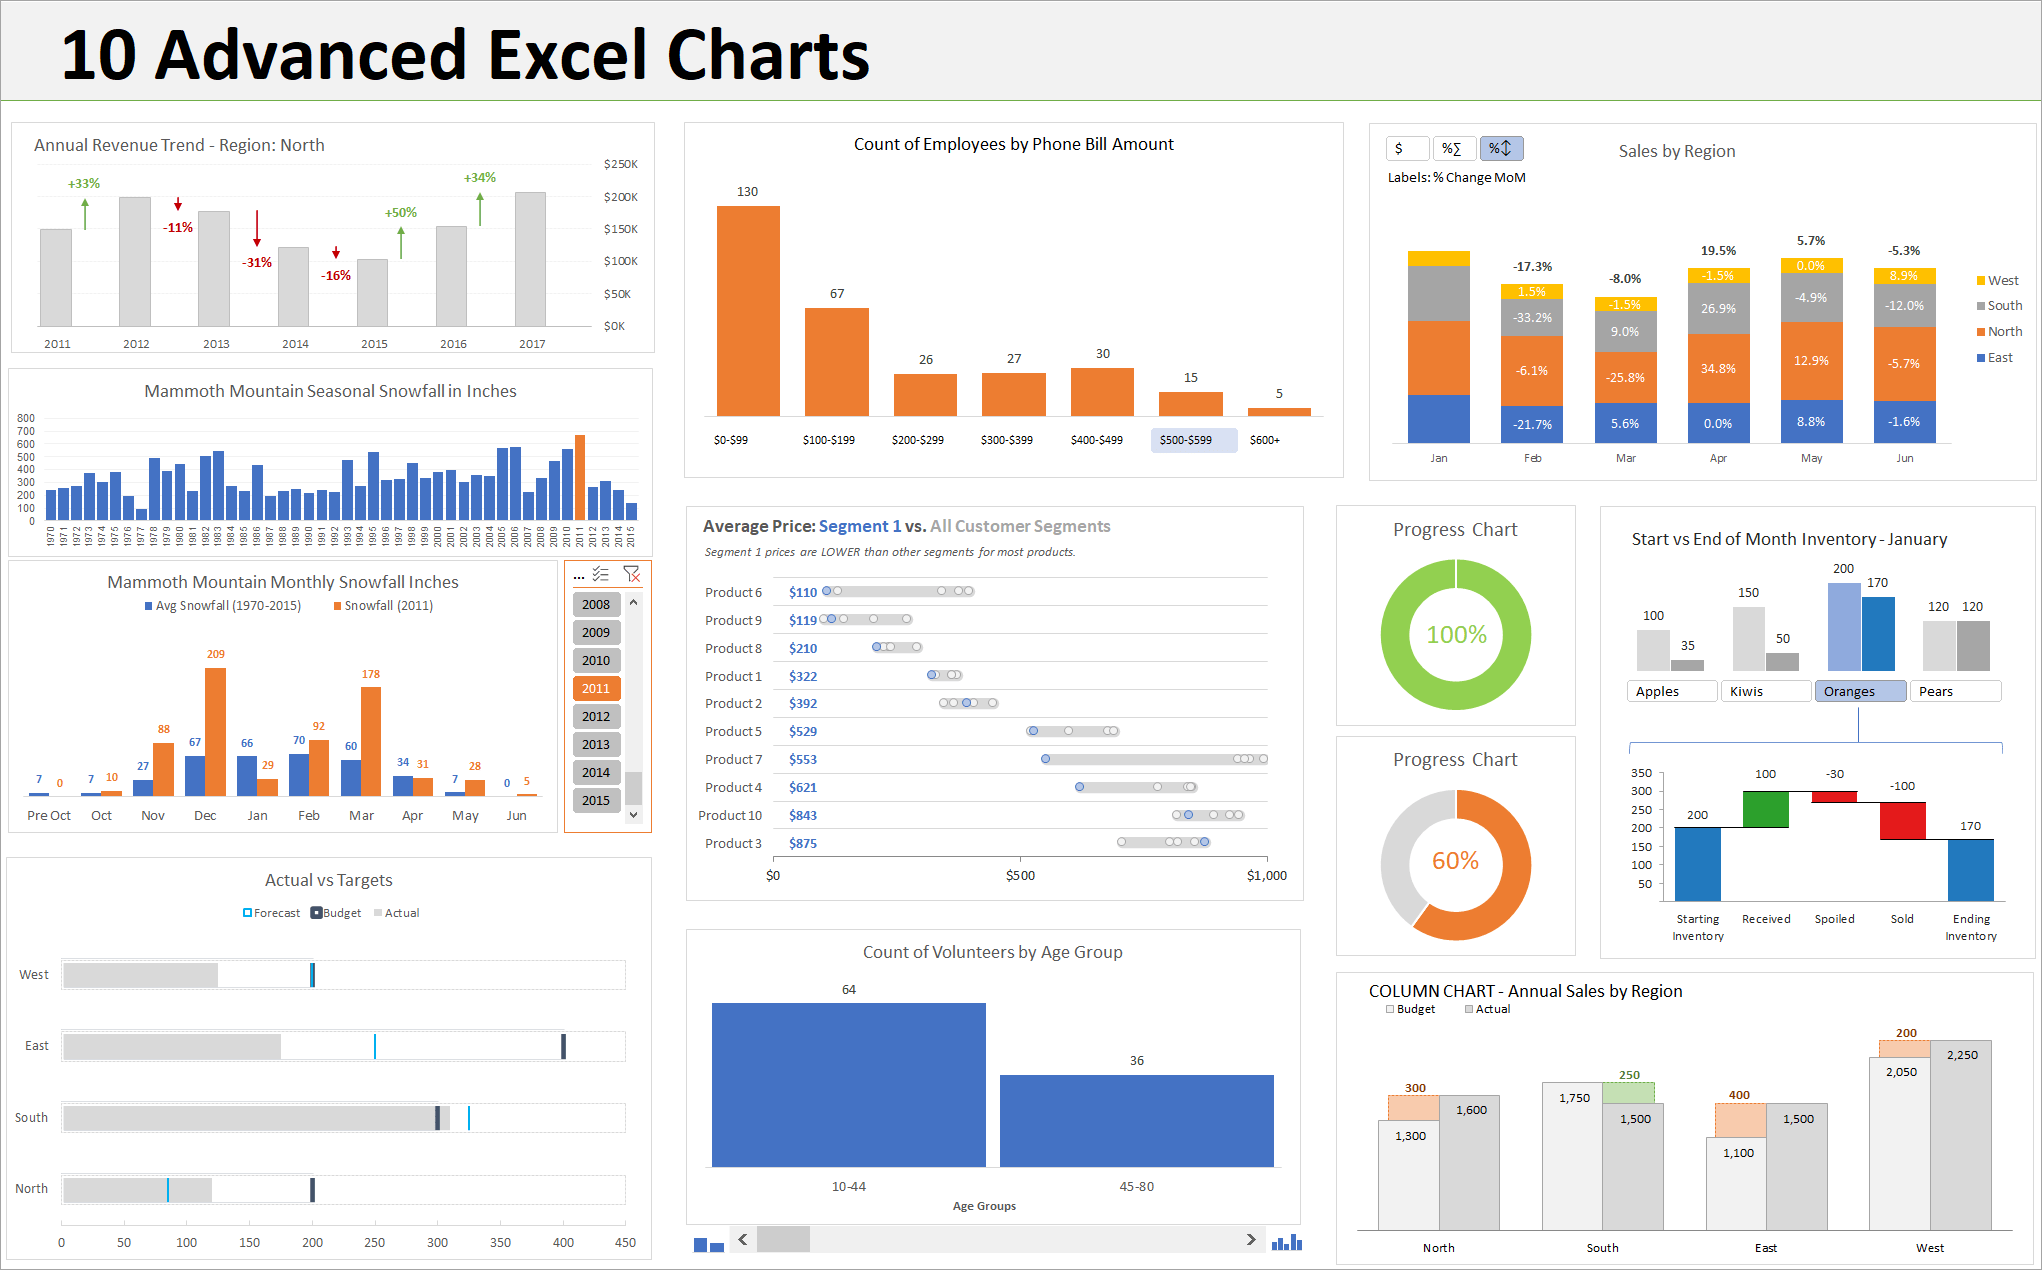 10 Advanced Excel Charts
Annual Revenue Trend - Region: North
+33% -11% -31% -16% +50% +34%
$250K
$200K
$150K
$100K
$50K
$0K
2011 2012 2013 2014 2015 2016 2017
Mammoth Mountain Seasonal Snowfall in Inches
800
700
600
500
400
300
200
100
0
1970 1971 1972 1973 1974 1975 1976 1977 1978 1979 1980 1981 1982 1983 1984 1985 1986 1987 1988 1989 1990 1991 1992 1993 1994 1995 1996 1997 1998 1999 2000 2001 2002 2003 2004 2005 2006 2007 2008 2009 2010 2011 2012 2013 2014 2015
Mammoth Mountain Monthly Snowfall Inches
Avg Snowfall (1970-2015) Snowfall (2011)
7 0 7 10 27 88 67 209 66 29 70 92 60 178 34 31 7 28 0 5
Pre Oct Oct Nov Dec Jan Feb Mar Apr May Jun
...
2008
2009
2010
2011
2012
2013
2014
2015
Actual vs Targets
Forecast Budget Actual
West
East
South
North
0 50 100 150 200 250 300 350 400 450
Count of Employees by Phone Bill Amount
130 67 26 27 30 15 5
$0-$99 $100-$199 $200-$299 $300-$399 $400-$499 $500-$599 $600+
Average Price: Segment 1 vs. All Customer Segments
Segment 1 prices are LOWER than other segments for most products.
Product 6 $110
Product 9 $119
Product 8 $210
Product 1 $322
Product 2 $392
Product 5 $529
Product 7 $553
Product 4 $621
Product 10 $843
Product 3 $875
$0 $500 $1,000
Count of Volunteers by Age Group
64 36
10-44 45-80
Age Groups
$ %∑ %↕
Sales by Region
Labels: % Change MoM
-17.3% -8.0% 19.5% 5.7% -5.3%
1.5% -1.5% -1.5% 0.0% 8.9%
-33.2% 9.0% 26.9% -4.9% -12.0%
-6.1% -25.8% 34.8% 12.9% -5.7%
-21.7% 5.6% 0.0% 8.8% -1.6%
Jan Feb Mar Apr May Jun
West
South
North
East
Progress Chart
100%
Progress Chart
60%
Start vs End of Month Inventory - January
100 35 150 50 200 170 120 120
Apples Kiwis Oranges Pears
350
300
250
200
150
100
50
200 100 -30 -100 170
Starting Inventory Received Spoiled Sold Ending Inventory
COLUMN CHART - Annual Sales by Region
Budget Actual
300 250 400 200
1,300 1,600 1,750 1,500 1,100 1,500 2,050 2,250
North South East West